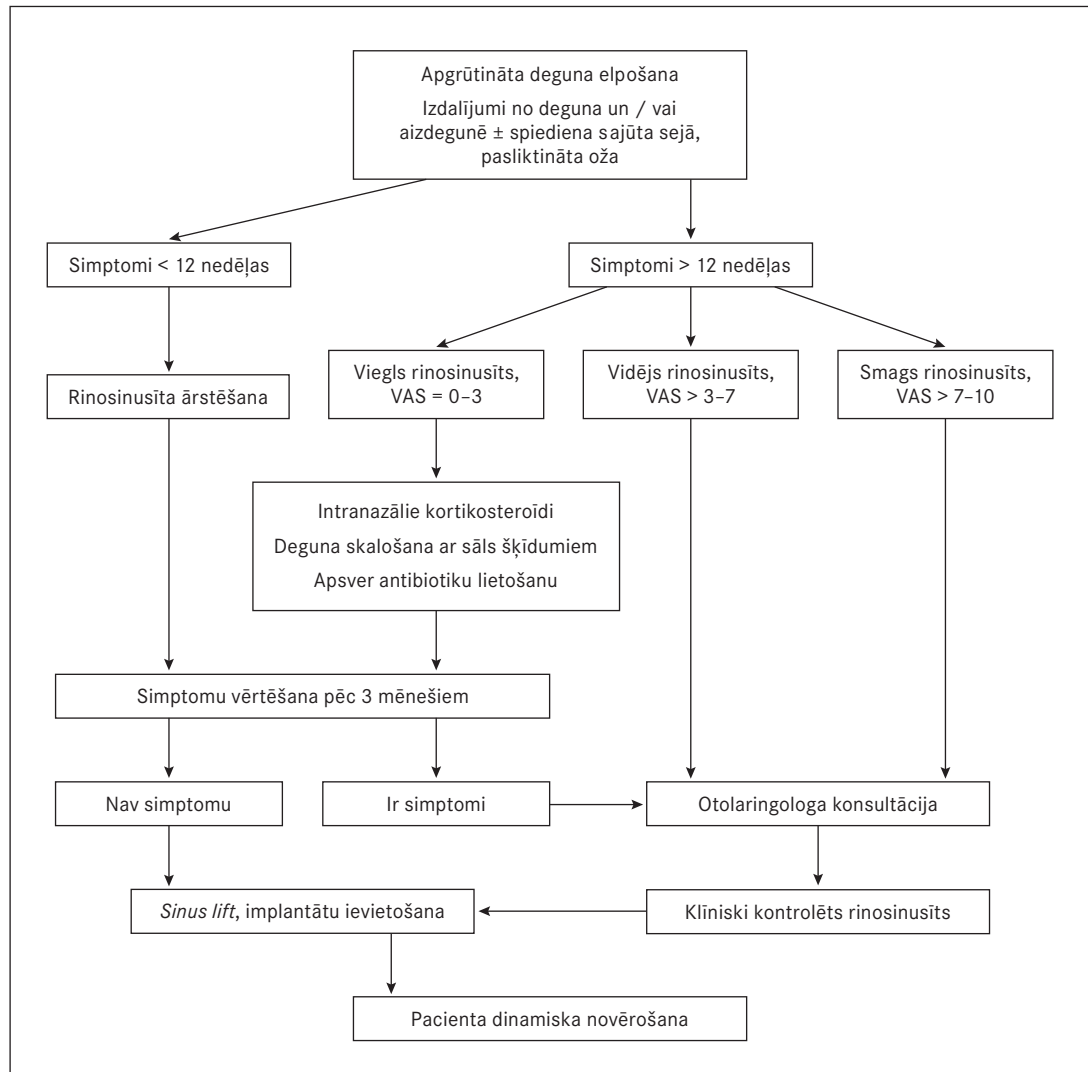 Apgrūtināta deguna elpošana
Izdalījumi no deguna un / vai
aizdegunē ± spiediena sajūta sejā,
pasliktināta oža
Simptomi < 12 nedēļas
Simptomi > 12 nedēļas
Rinosinusīta ārstēšana
Viegls rinosinusīts,
VAS = 0–3
Vidējs rinosinusīts,
VAS > 3–7
Smags rinosinusīts,
VAS > 7–10
Intranazālie kortikosteroīdi
Deguna skalošana ar sāls šķīdumiem
Apsver antibiotiku lietošanu
Simptomu vērtēšana pēc 3 mēnešiem
Nav simptomu
Ir simptomi
Otolaringologa konsultācija
Sinus lift, implantātu ievietošana
Klīniski kontrolēts rinosinusīts
Pacienta dinamiska novērošana